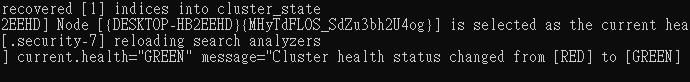 recovered [1] indices into cluster_state
2EEHD] Node [{DESKTOP-HB2EEHD}{MHyTdFLOS_SdZu3bh2U4og}] is selected as the current hea
[.security-7] reloading search analyzers
] current.health="GREEN" message="Cluster health status changed from [RED] to [GREEN]